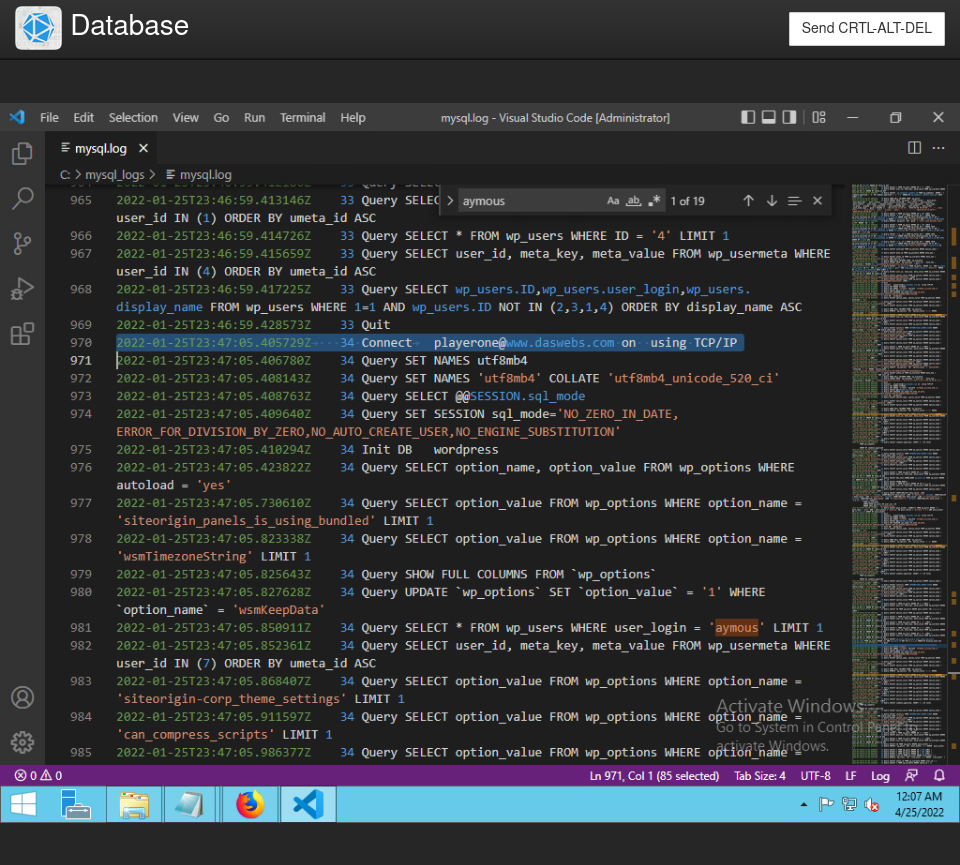 Database
Send CRTL-ALT-DEL
File Edit Selection View Go Run Terminal Help
mysql.log - Visual Studio Code [Administrator]
mysql.log
C: > mysql_logs > mysql.log
aymous
Aa ab .*
1 of 19
965 2022-01-25T23:46:59.413146Z 33 Query SELEC
user_id IN (1) ORDER BY umeta_id ASC
966 2022-01-25T23:46:59.414726Z 33 Query SELECT * FROM wp_users WHERE ID = '4' LIMIT 1
967 2022-01-25T23:46:59.415659Z 33 Query SELECT user_id, meta_key, meta_value FROM wp_usermeta WHERE
user_id IN (4) ORDER BY umeta_id ASC
968 2022-01-25T23:46:59.417225Z 33 Query SELECT wp_users.ID,wp_users.user_login,wp_users.
display_name FROM wp_users WHERE 1=1 AND wp_users.ID NOT IN (2,3,1,4) ORDER BY display_name ASC
969 2022-01-25T23:46:59.428573Z 33 Quit
970 2022-01-25T23:47:05.405729Z 34 Connect playerone@www.daswebs.com on using TCP/IP
971 2022-01-25T23:47:05.406780Z 34 Query SET NAMES utf8mb4
972 2022-01-25T23:47:05.408143Z 34 Query SET NAMES 'utf8mb4' COLLATE 'utf8mb4_unicode_520_ci'
973 2022-01-25T23:47:05.408763Z 34 Query SELECT @@SESSION.sql_mode
974 2022-01-25T23:47:05.409640Z 34 Query SET SESSION sql_mode='NO_ZERO_IN_DATE,
ERROR_FOR_DIVISION_BY_ZERO,NO_AUTO_CREATE_USER,NO_ENGINE_SUBSTITUTION'
975 2022-01-25T23:47:05.410294Z 34 Init DB wordpress
976 2022-01-25T23:47:05.423822Z 34 Query SELECT option_name, option_value FROM wp_options WHERE
autoload = 'yes'
977 2022-01-25T23:47:05.730610Z 34 Query SELECT option_value FROM wp_options WHERE option_name =
'siteorigin_panels_is_using_bundled' LIMIT 1
978 2022-01-25T23:47:05.823338Z 34 Query SELECT option_value FROM wp_options WHERE option_name =
'wsmTimezoneString' LIMIT 1
979 2022-01-25T23:47:05.825643Z 34 Query SHOW FULL COLUMNS FROM `wp_options`
980 2022-01-25T23:47:05.827628Z 34 Query UPDATE `wp_options` SET `option_value` = '1' WHERE
`option_name` = 'wsmKeepData'
981 2022-01-25T23:47:05.850911Z 34 Query SELECT * FROM wp_users WHERE user_login = 'aymous' LIMIT 1
982 2022-01-25T23:47:05.852361Z 34 Query SELECT user_id, meta_key, meta_value FROM wp_usermeta WHERE
user_id IN (7) ORDER BY umeta_id ASC
983 2022-01-25T23:47:05.868407Z 34 Query SELECT option_value FROM wp_options WHERE option_name =
'siteorigin-corp_theme_settings' LIMIT 1
984 2022-01-25T23:47:05.911597Z 34 Query SELECT option_value FROM wp_options WHERE option_name =
'can_compress_scripts' LIMIT 1
985 2022-01-25T23:47:05.986377Z 34 Query SELECT option_value FROM wp_options WHERE option_name =
Activate Windows
Go to System in Control Panel to
activate Windows.
0 0 Ln 971, Col 1 (85 selected) Tab Size: 4 UTF-8 LF Log
12:07 AM
4/25/2022